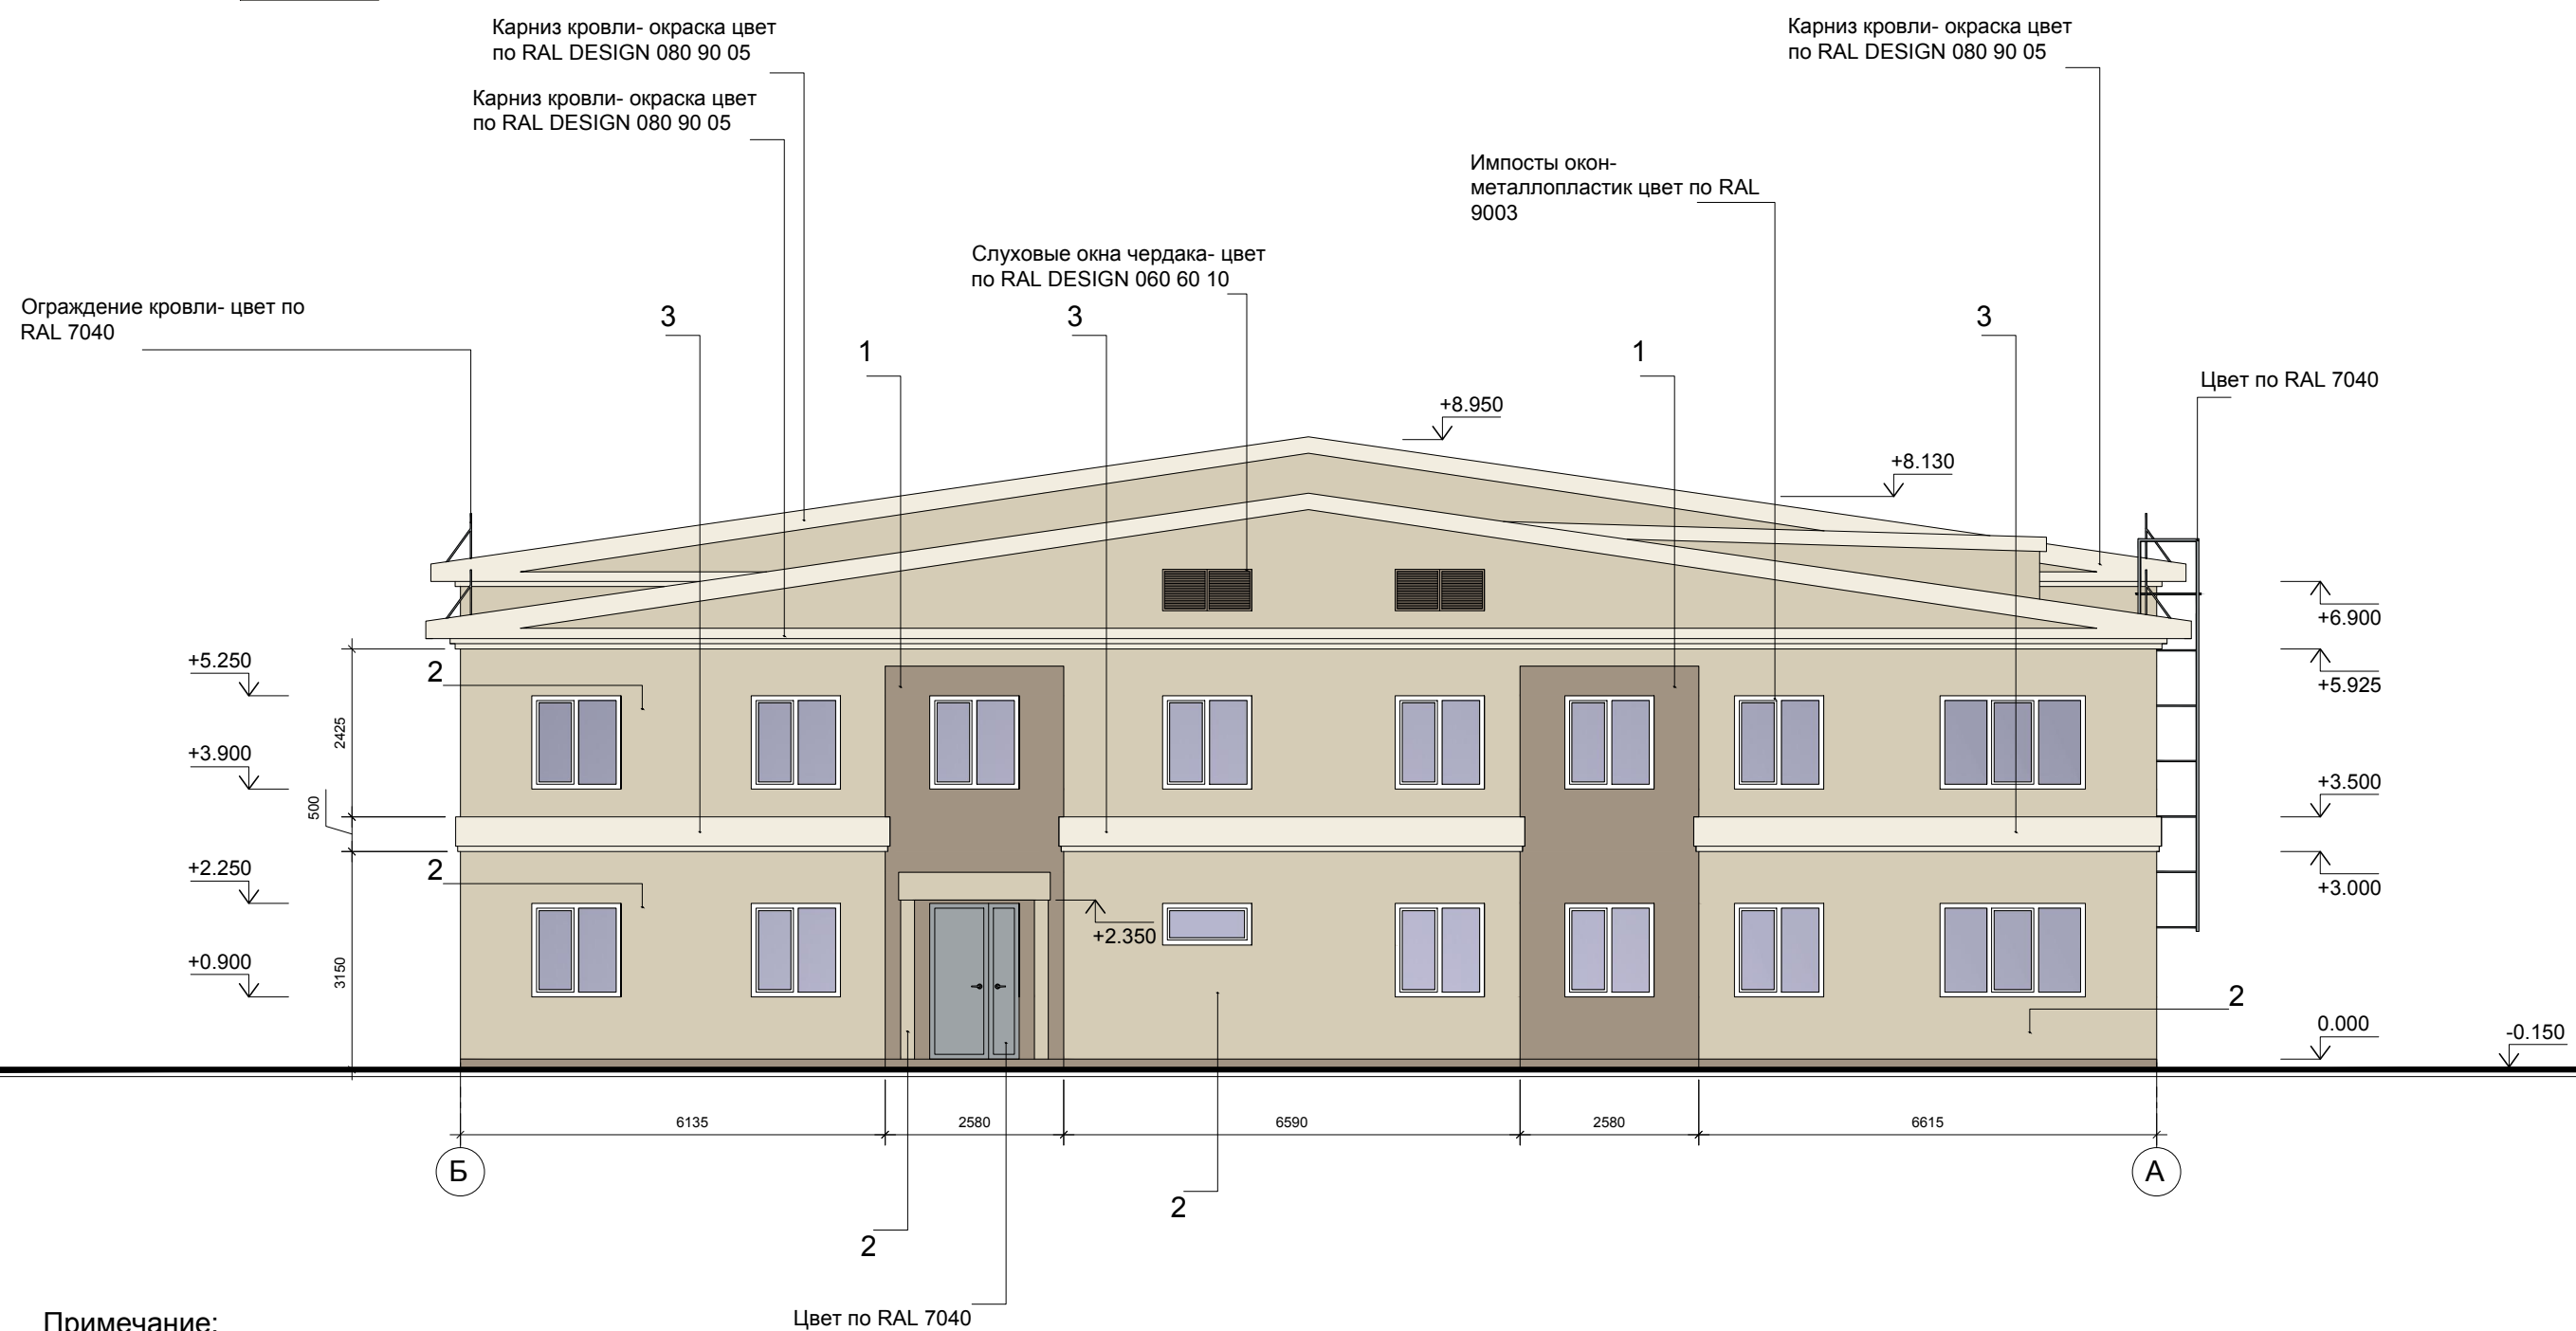 Карниз кровли- окраска цвет
по RAL DESIGN 080 90 05
Карниз кровли- окраска цвет
по RAL DESIGN 080 90 05
Карниз кровли- окраска цвет
по RAL DESIGN 080 90 05
Импосты окон-
металлопластик цвет по RAL
9003
Слуховые окна чердака- цвет
по RAL DESIGN 060 60 10
Ограждение кровли- цвет по
RAL 7040
3
3
3
1
1
Цвет по RAL 7040
+8.950
+8.130
+6.900
+5.250
2
+5.925
2425
+3.900
+3.500
500
+2.250
2
+3.000
+2.350
+0.900
3150
2
0.000
-0.150
6135
2580
6590
2580
6615
Б
А
2
2
Цвет по RAL 7040
Примечание: